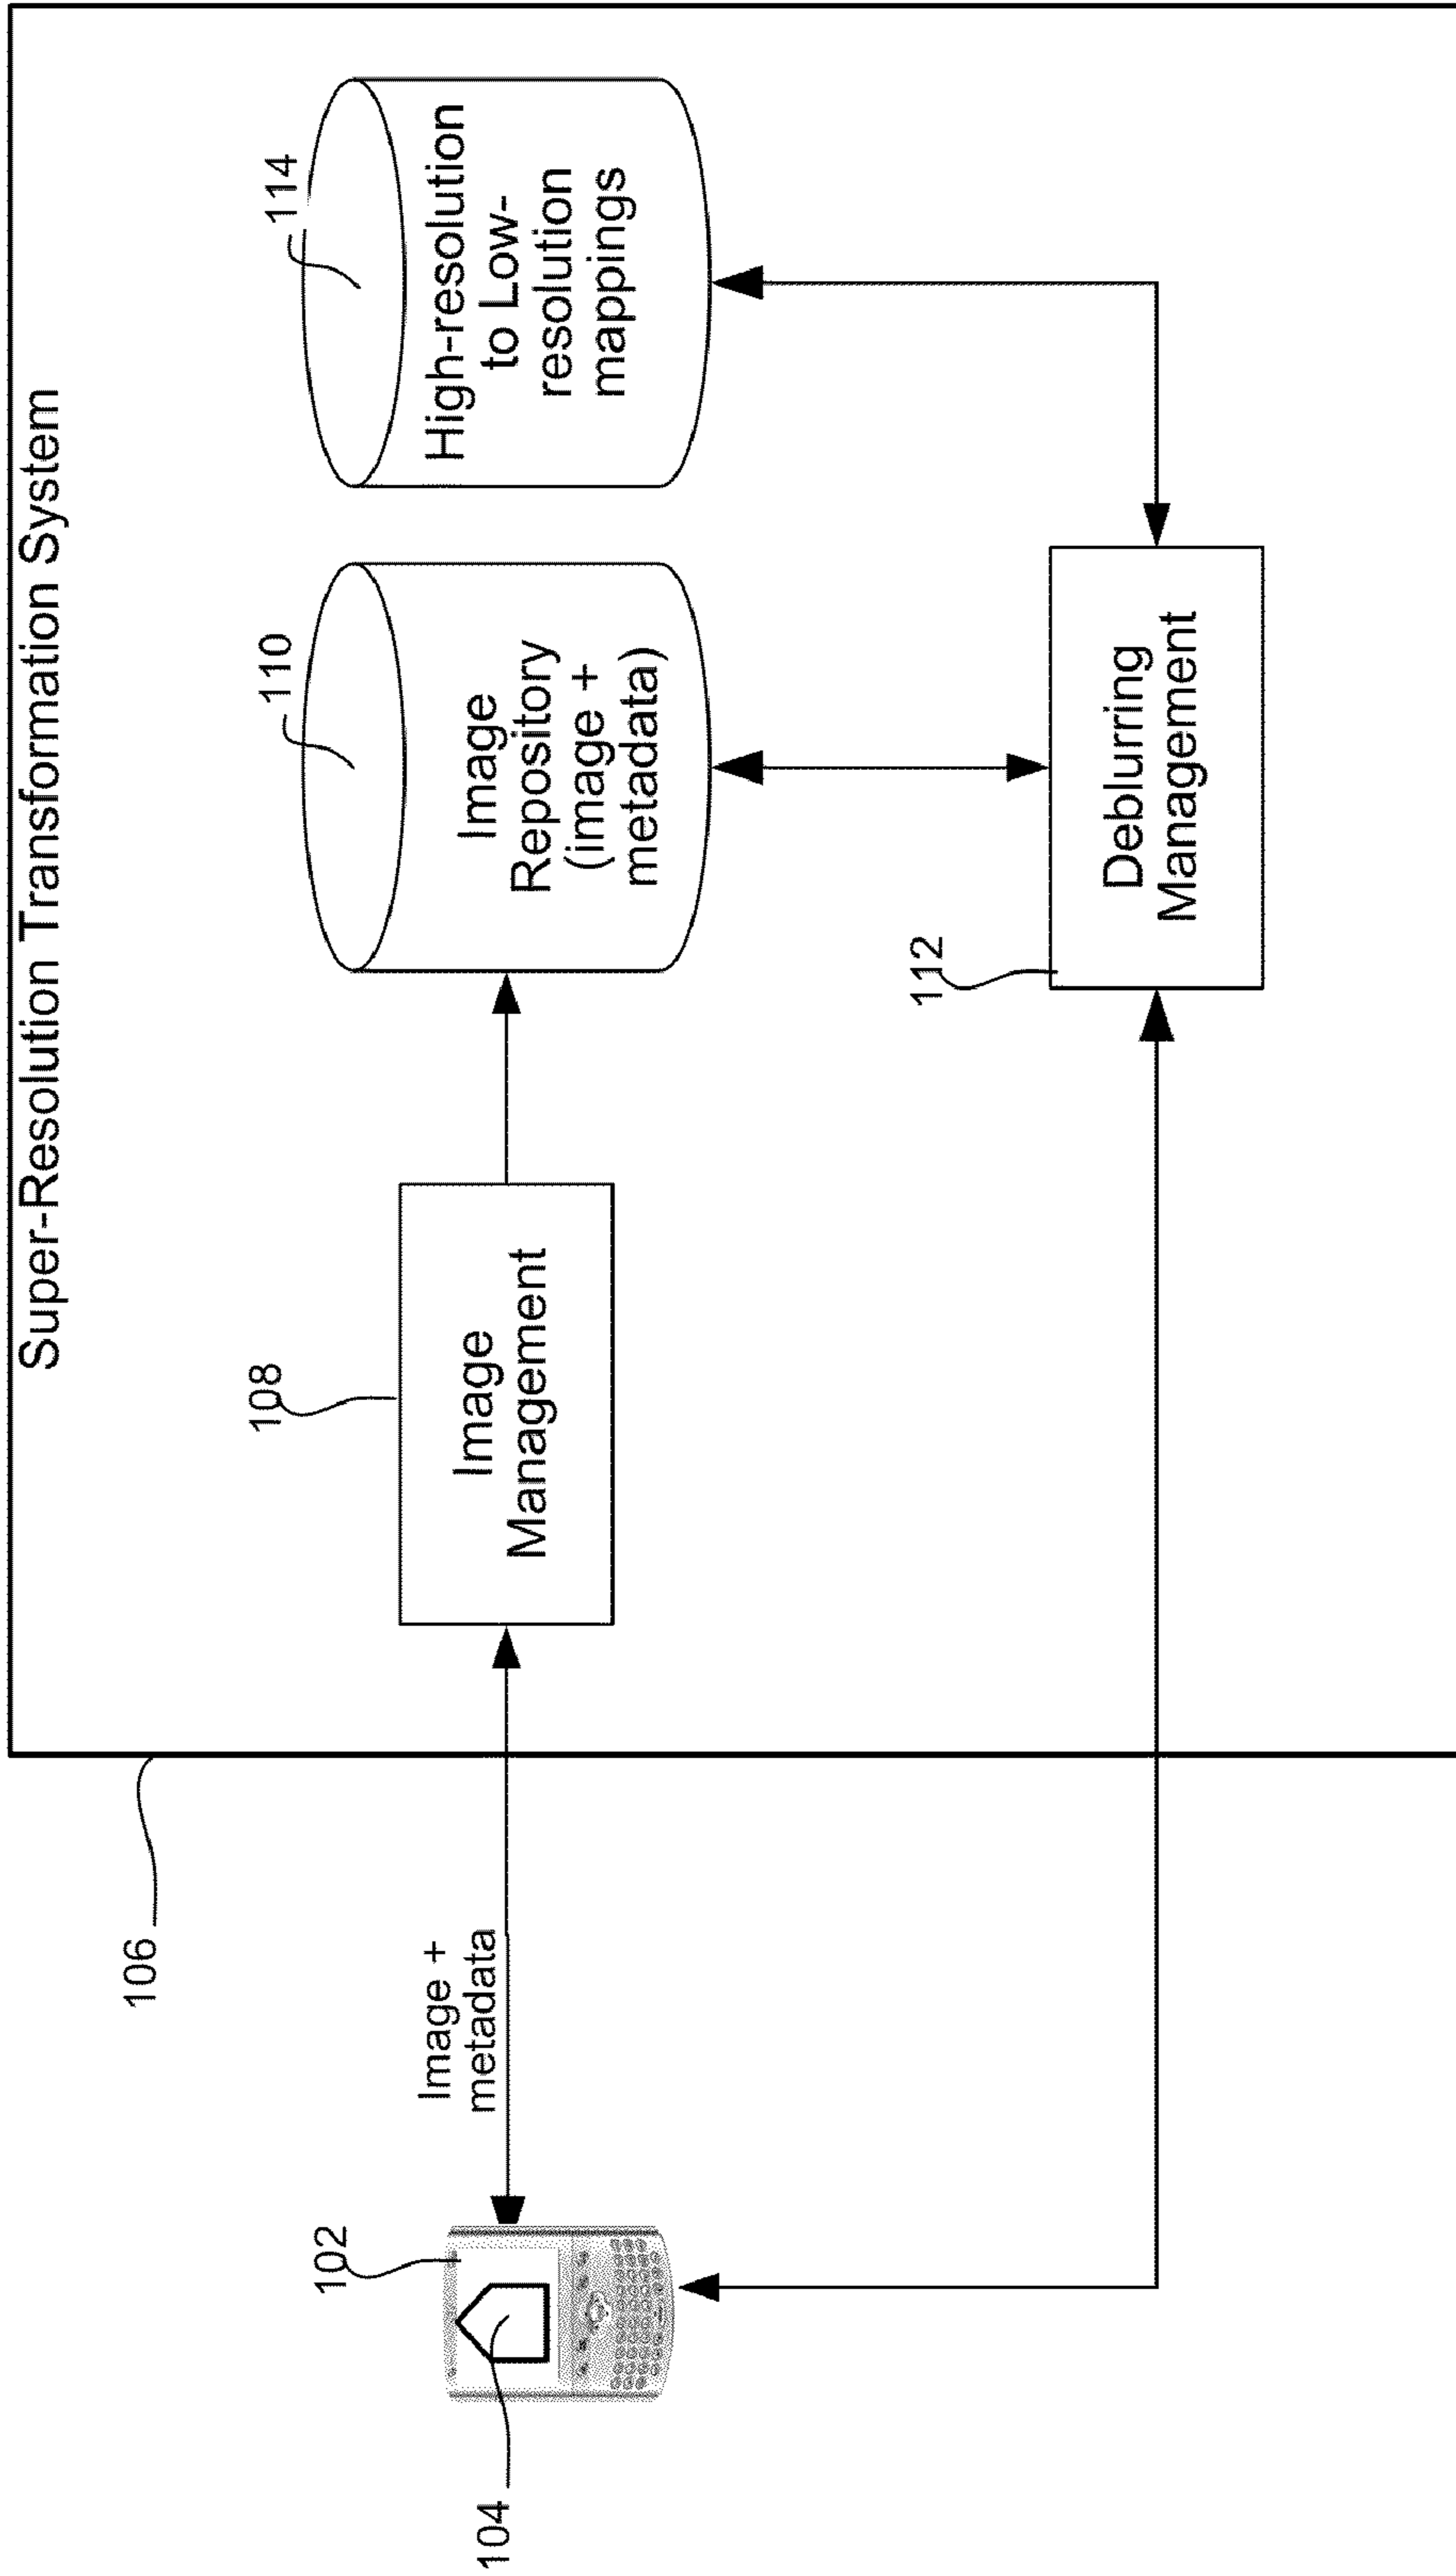 Super-Resolution Transformation System
106
102
104
Image +
metadata
108
Image
Management
110
Image
Repository
(image +
metadata)
114
High-resolution
to Low-
resolution
mappings
112
Deblurring
Management